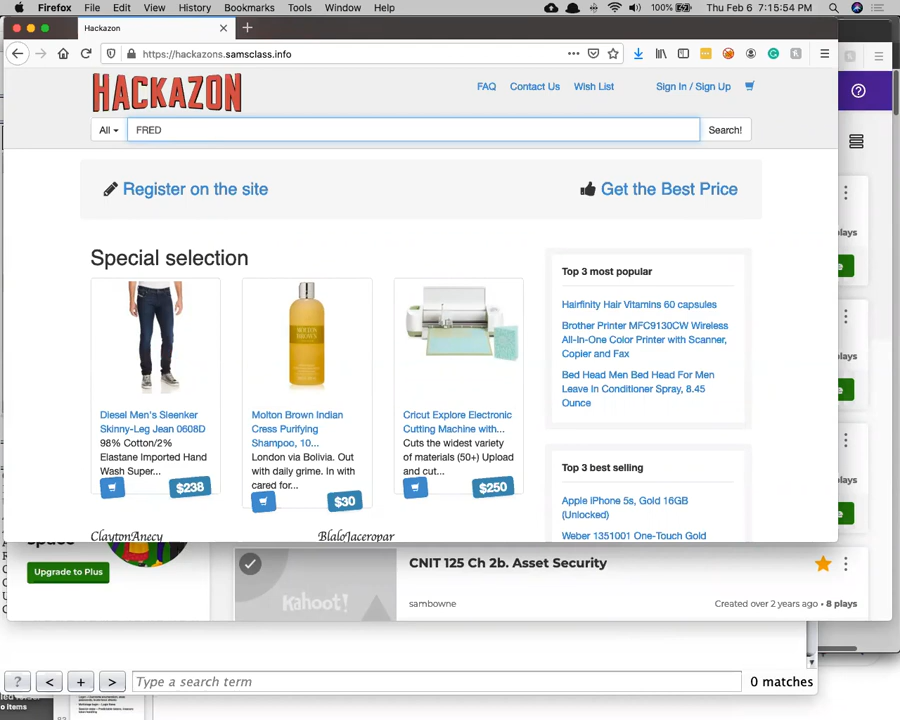 Firefox File Edit View History Bookmarks Tools Window Help 100% Thu Feb 6 7:15:54 PM
Hackazon
https://hackazons.samsclass.info
HACKAZON
FAQ Contact Us Wish List Sign In / Sign Up
All FRED Search!
Register on the site Get the Best Price
Special selection
Diesel Men's Sleenker
Skinny-Leg Jean 0608D
98% Cotton/2%
Elastane Imported Hand
Wash Super...
$238
MOLTON
BROWN
Molton Brown Indian
Cress Purifying
Shampoo, 10...
London via Bolivia. Out
with daily grime. In with
cared for...
$30
Cricut Explore Electronic
Cutting Machine with...
Cuts the widest variety
of materials (50+) Upload
and cut...
$250
Top 3 most popular
Hairfinity Hair Vitamins 60 capsules
Brother Printer MFC9130CW Wireless
All-In-One Color Printer with Scanner,
Copier and Fax
Bed Head Men Bed Head For Men
Leave In Conditioner Spray, 8.45
Ounce
Top 3 best selling
Apple iPhone 5s, Gold 16GB
(Unlocked)
Weber 1351001 One-Touch Gold
ClaytonAnecy BlaloJaceropar
lays
lays
lays
Space
Upgrade to Plus
Kahoot!
CNIT 125 Ch 2b. Asset Security
sambowne Created over 2 years ago • 8 plays
? < + > Type a search term 0 matches
o items